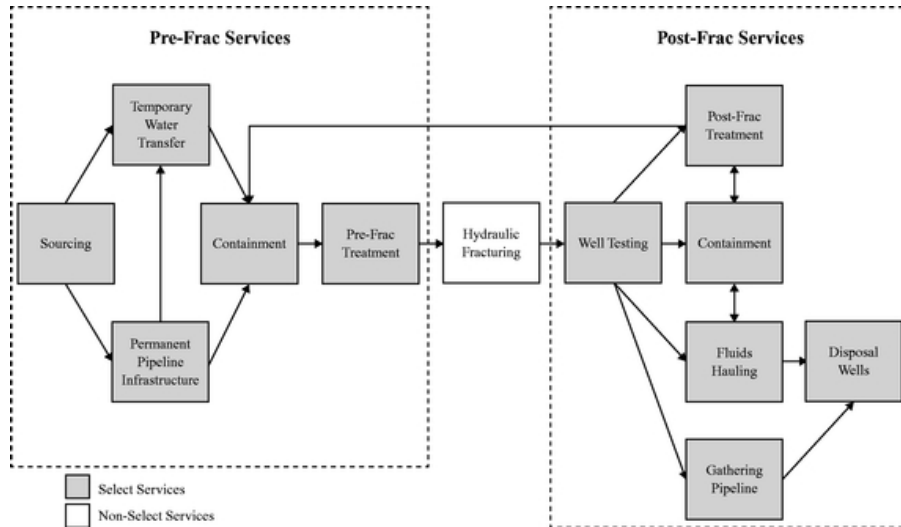 Pre-Frac Services
Post-Frac Services
Temporary
Water
Transfer
Post-Frac
Treatment
Sourcing
Containment
Pre-Frac
Treatment
Hydraulic
Fracturing
Well Testing
Containment
Permanent
Pipeline
Infrastructure
Fluids
Hauling
Disposal
Wells
Gathering
Pipeline
Select Services
Non-Select Services